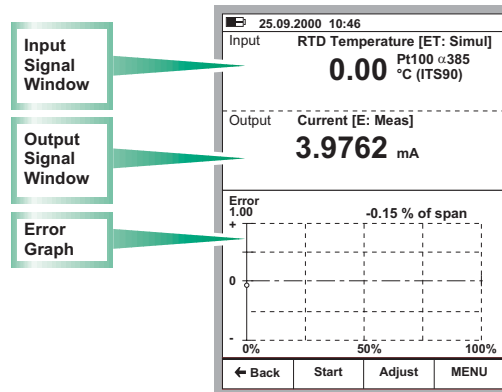 Input
Signal
Window
Output
Signal
Window
Error
Graph
25.09.2000 10:46
Input RTD Temperature [ET: Simul]
0.00 Pt100 α385
°C (ITS90)
Output Current [E: Meas]
3.9762 mA
Error
1.00 -0.15 % of span
+
0
-
0% 50% 100%
← Back Start Adjust MENU